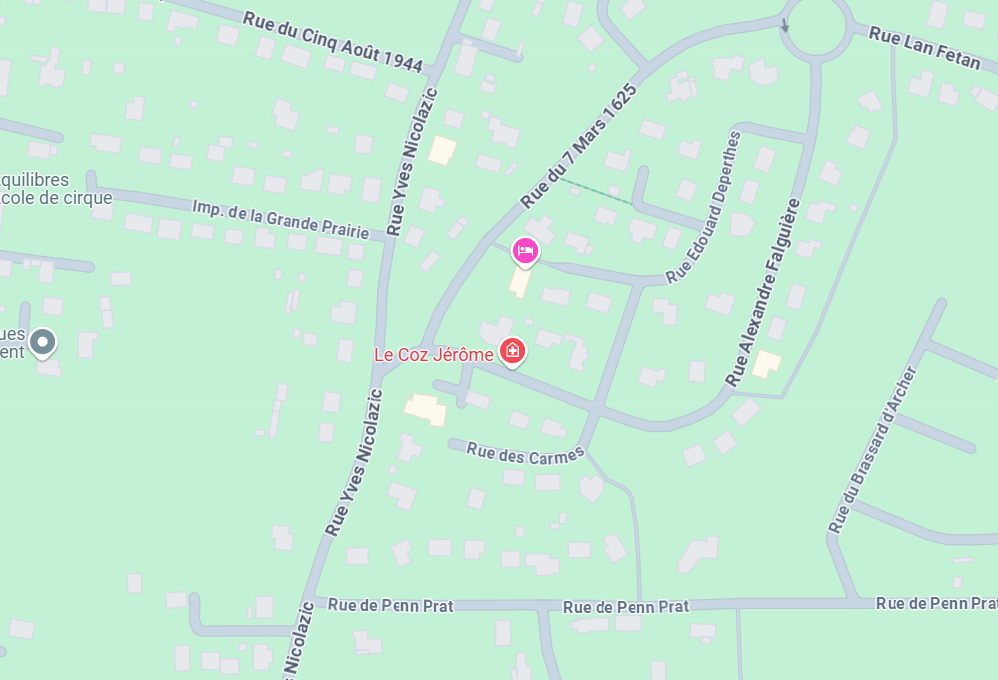 Rue du Cinq Août 1944
Rue Lan Fetan
Rue Yves Nicolazic
Rue du 7 Mars 1625
Rue Edouard Deperthes
quilibres
cole de cirque
Imp. de la Grande Prairie
Rue Alexandre Falguière
ues
ent
Le Coz Jérôme
Rue du Brassard d'Archer
Rue Yves Nicolazic
Rue des Carmes
Rue de Penn Prat
Rue de Penn Prat
Rue de Penn Prat
Nicolazic